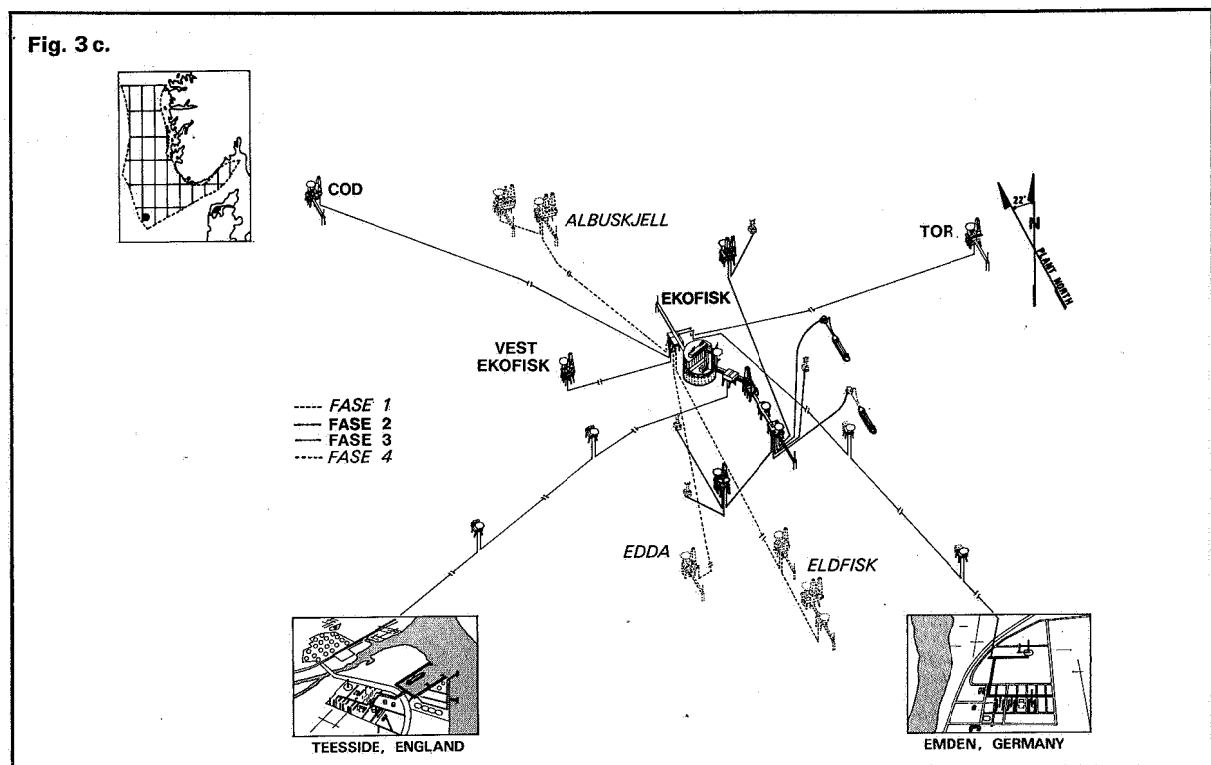 Fig. 3 c.
COD
ALBUSKJELL
TOR
22°
N
PLANT NORTH
EKOFISK
VEST
EKOFISK
FASE 1
FASE 2
FASE 3
FASE 4
EDDA
ELDFISK
TEESSIDE, ENGLAND
EMDEN, GERMANY